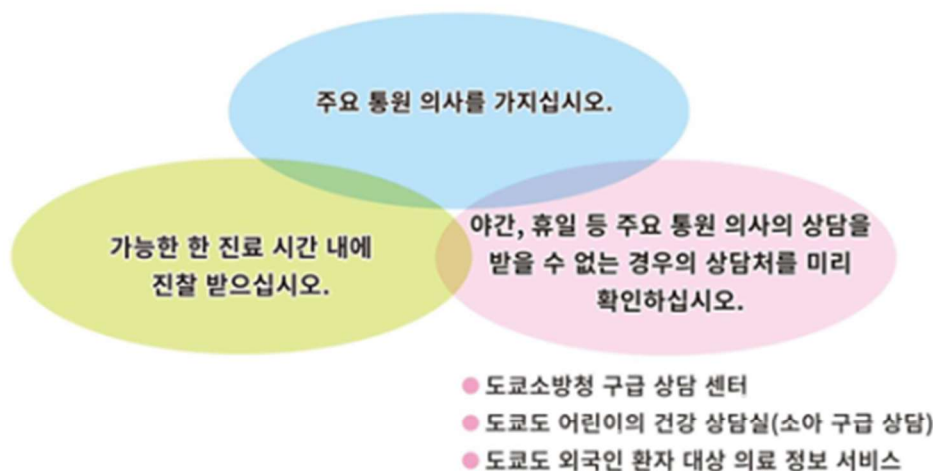 주요 통원 의사를 가지십시오.
가능한 한 진료 시간 내에
진찰 받으십시오.
야간, 휴일 등 주요 통원 의사의 상담을
받을 수 없는 경우의 상담처를 미리
확인하십시오.
● 도쿄소방청 구급 상담 센터
● 도쿄도 어린이의 건강 상담실(소아 구급 상담)
● 도쿄도 외국인 환자 대상 의료 정보 서비스